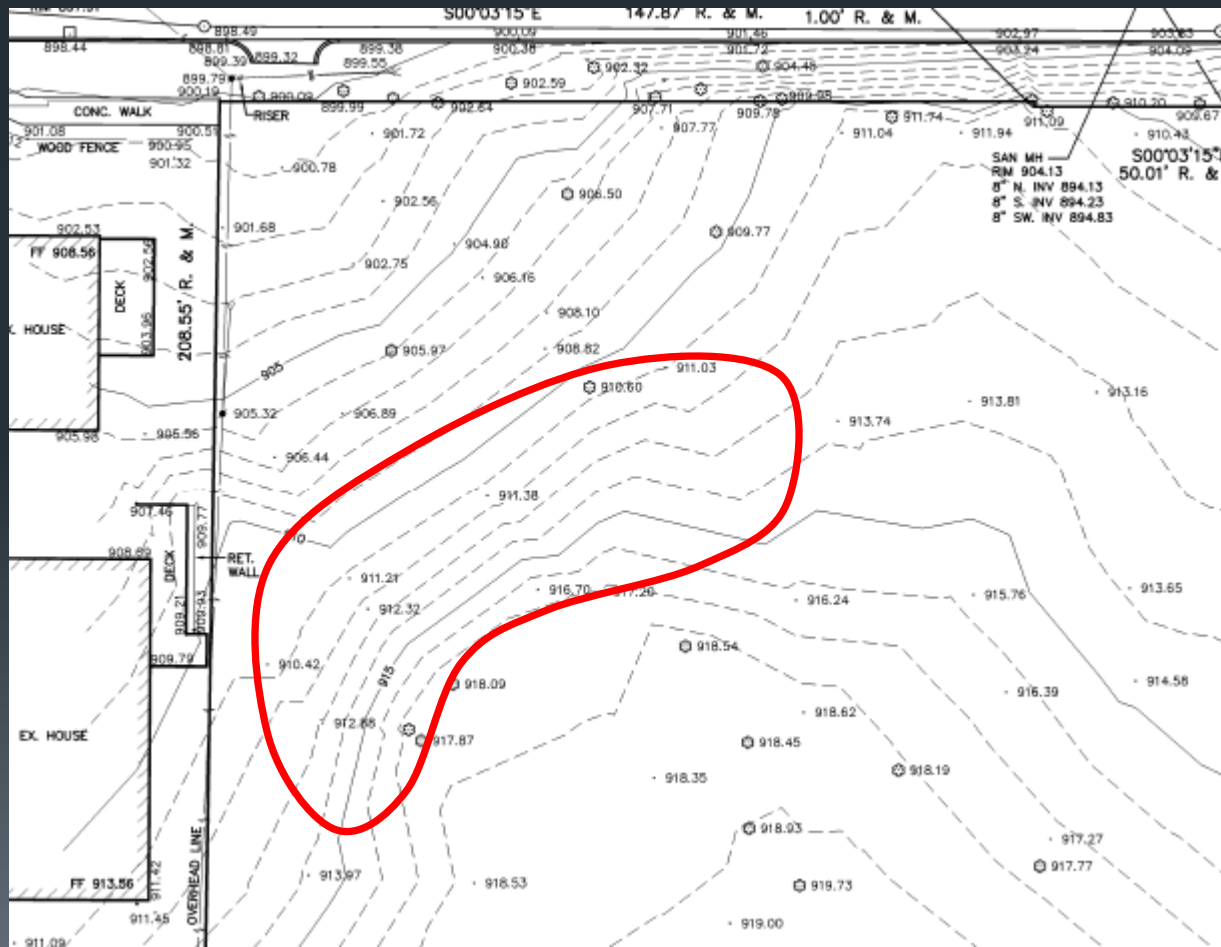 S00°03'15"E 147.87' R. & M. 1.00' R. & M.
898.49 900.09 901.46 902.97 903.83
898.44 898.81 899.32 899.38 900.38 901.72 903.24 904.09
899.39 899.55
899.79 902.32 904.48
900.19 900.09 899.99 902.64 902.59 907.71 909.78 909.98 910.20
CONC. WALK RISER 911.74 911.09 909.67
901.08 900.51 901.72 907.77 911.04 911.94 910.43
WOOD FENCE 900.95
901.32 900.78
SAN MH
RIM 904.13
8" N. INV 894.13
8" S. INV 894.23
8" SW. INV 894.83
S00°03'15"
50.01' R. &
906.50
902.56
902.53 901.68 909.77
904.90
FF 908.56 902.56 902.75
906.16
DECK
208.55' R. & M.
908.10
HOUSE
903.96 905.97 908.82
905 911.03
910.60
905.32 906.89 913.74 913.81 913.16
905.98 905.56
906.44
911.38
907.46 909.77
910
908.89 DECK RET.
WALL
911.21 916.70 917.20 915.76 913.65
909.21 909.93 912.32 916.24
909.79 910.42 918.54
915 918.09 914.58
916.39
EX. HOUSE 912.88 918.62
917.87 918.45
918.35 918.19
918.93
917.27
OVERHEAD LINE
917.77
FF 913.56 911.42 913.97 918.53 919.73
911.45 919.00
911.09